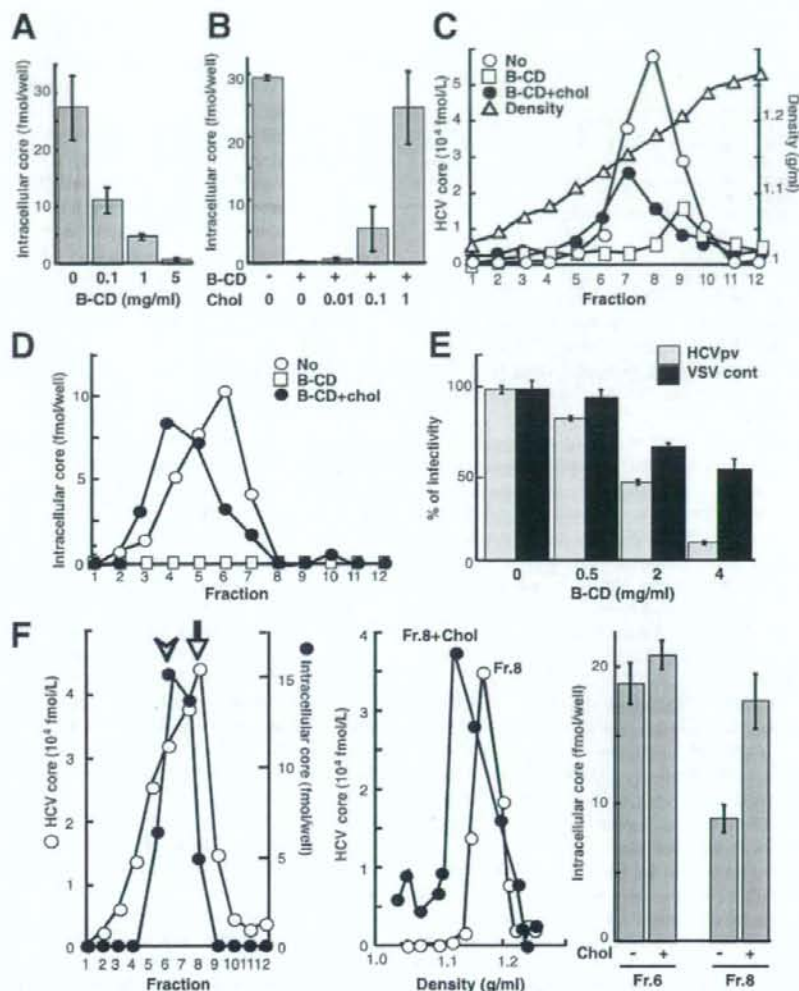 A
Intracellular core (fmol/well)
30
20
10
0
0 0.1 1 5
B-CD (mg/ml)
B
Intracellular core (fmol/well)
30
20
10
0
B-CD - + + + +
Chol 0 0 0.01 0.1 1
C
No
B-CD
B-CD+chol
Density
HCV core (10⁻⁴ fmol/L)
5
4
3
2
1
0
Density (g/ml)
1.2
1.1
1
1 2 3 4 5 6 7 8 9 10 11 12
Fraction
D
No
B-CD
B-CD+chol
Intracellular core (fmol/well)
10
5
0
1 2 3 4 5 6 7 8 9 10 11 12
Fraction
E
HCVpv
VSV cont
% of infectivity
100
50
0
0 0.5 2 4
B-CD (mg/ml)
F
HCV core (10⁴ fmol/L)
4
3
2
1
0
Intracellular core (fmol/well)
15
10
5
0
1 2 3 4 5 6 7 8 9 10 11 12
Fraction
Fr.8+Chol
Fr.8
HCV core (10⁴ fmol/L)
4
3
2
1
0
1.0 1.2
Density (g/ml)
Intracellular core (fmol/well)
20
10
0
Chol - + - +
Fr.6 Fr.8